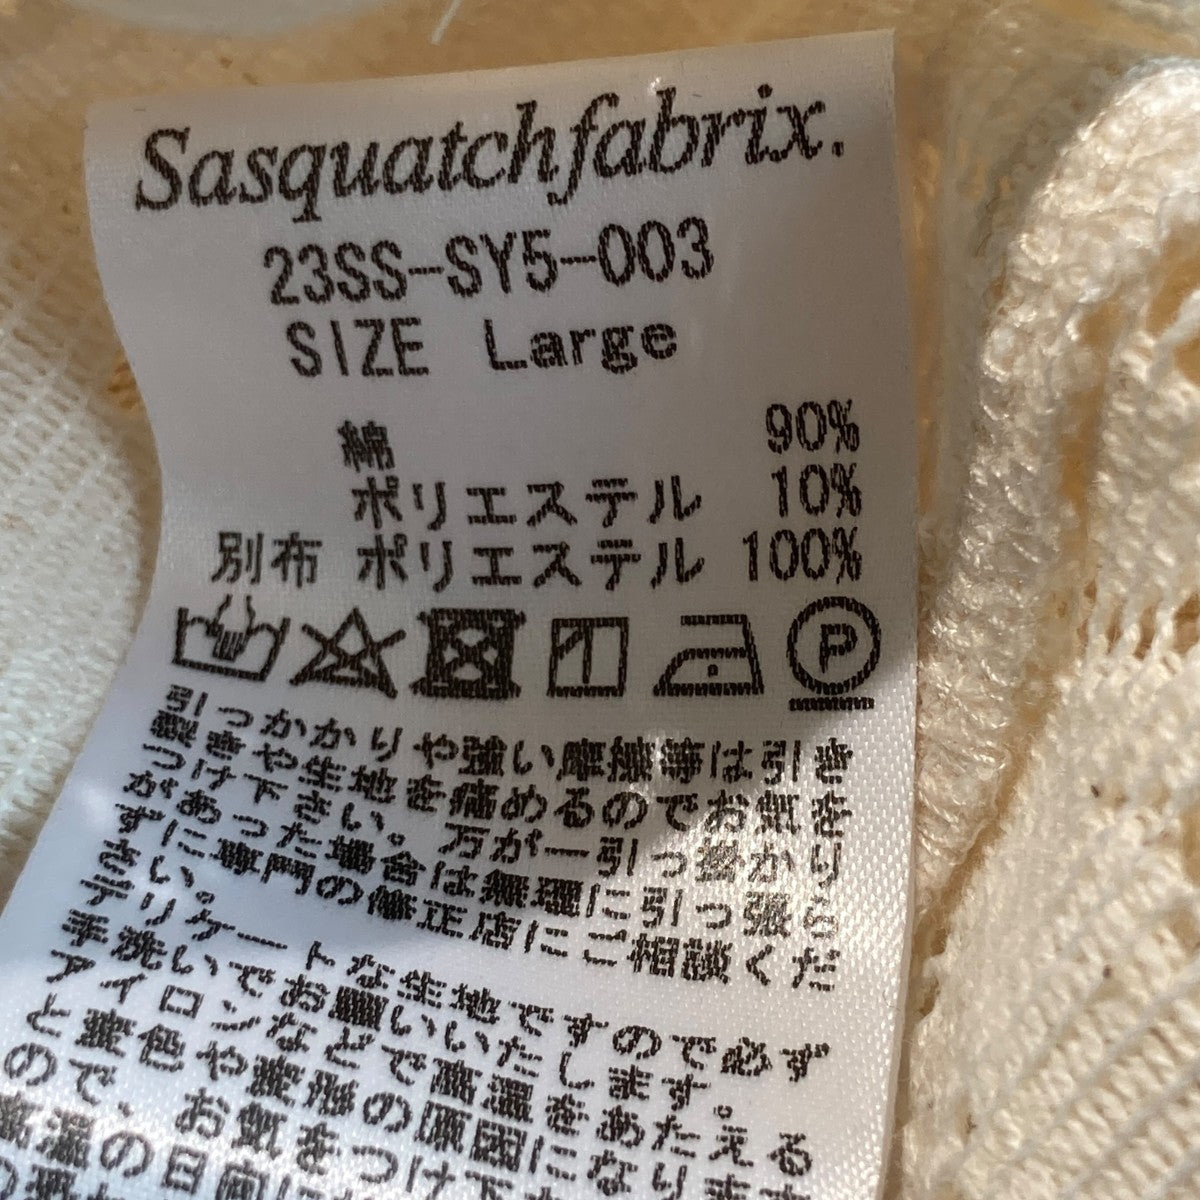 Sasquatchfabrix.
23SS-SY5-003
SIZE Large
綿 90%
ポリエステル 10%
別布 ポリエステル 100%
P
引っかかりや強い摩擦等は引き
裂きや生地を痛めるのでお気を
つけ下さい。万が一引っ掛かり
があった場合は無理に引っ張ら
ずに専門の修正店にご相談くだ
さい。
デリケートな生地ですので必ず
手洗いでお願いいたします。
アイロンなどで高温をあたえる
と変色や変形の原因になります
ので、お気をつけ下さ
高温の日